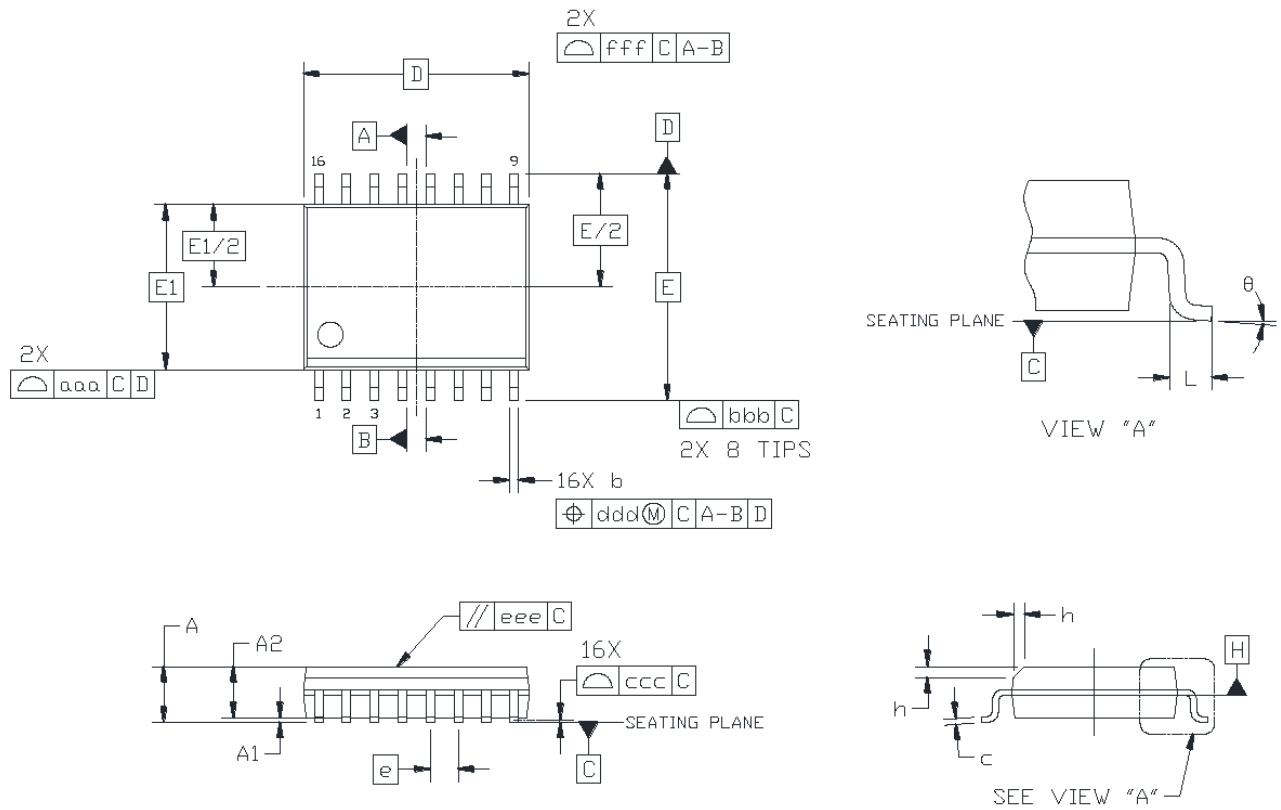 2X
fff C A-B
D
A
D
16
9
E1/2
E/2
E1
E
2X
aaa C D
1 2 3
B
bbb C
2X 8 TIPS
16X b
ddd Ⓜ C A-B D
θ
SEATING PLANE
C
L
VIEW "A"
// eee C
A
A2
16X
ccc C
SEATING PLANE
A1
e
C
h
H
h
c
SEE VIEW "A"